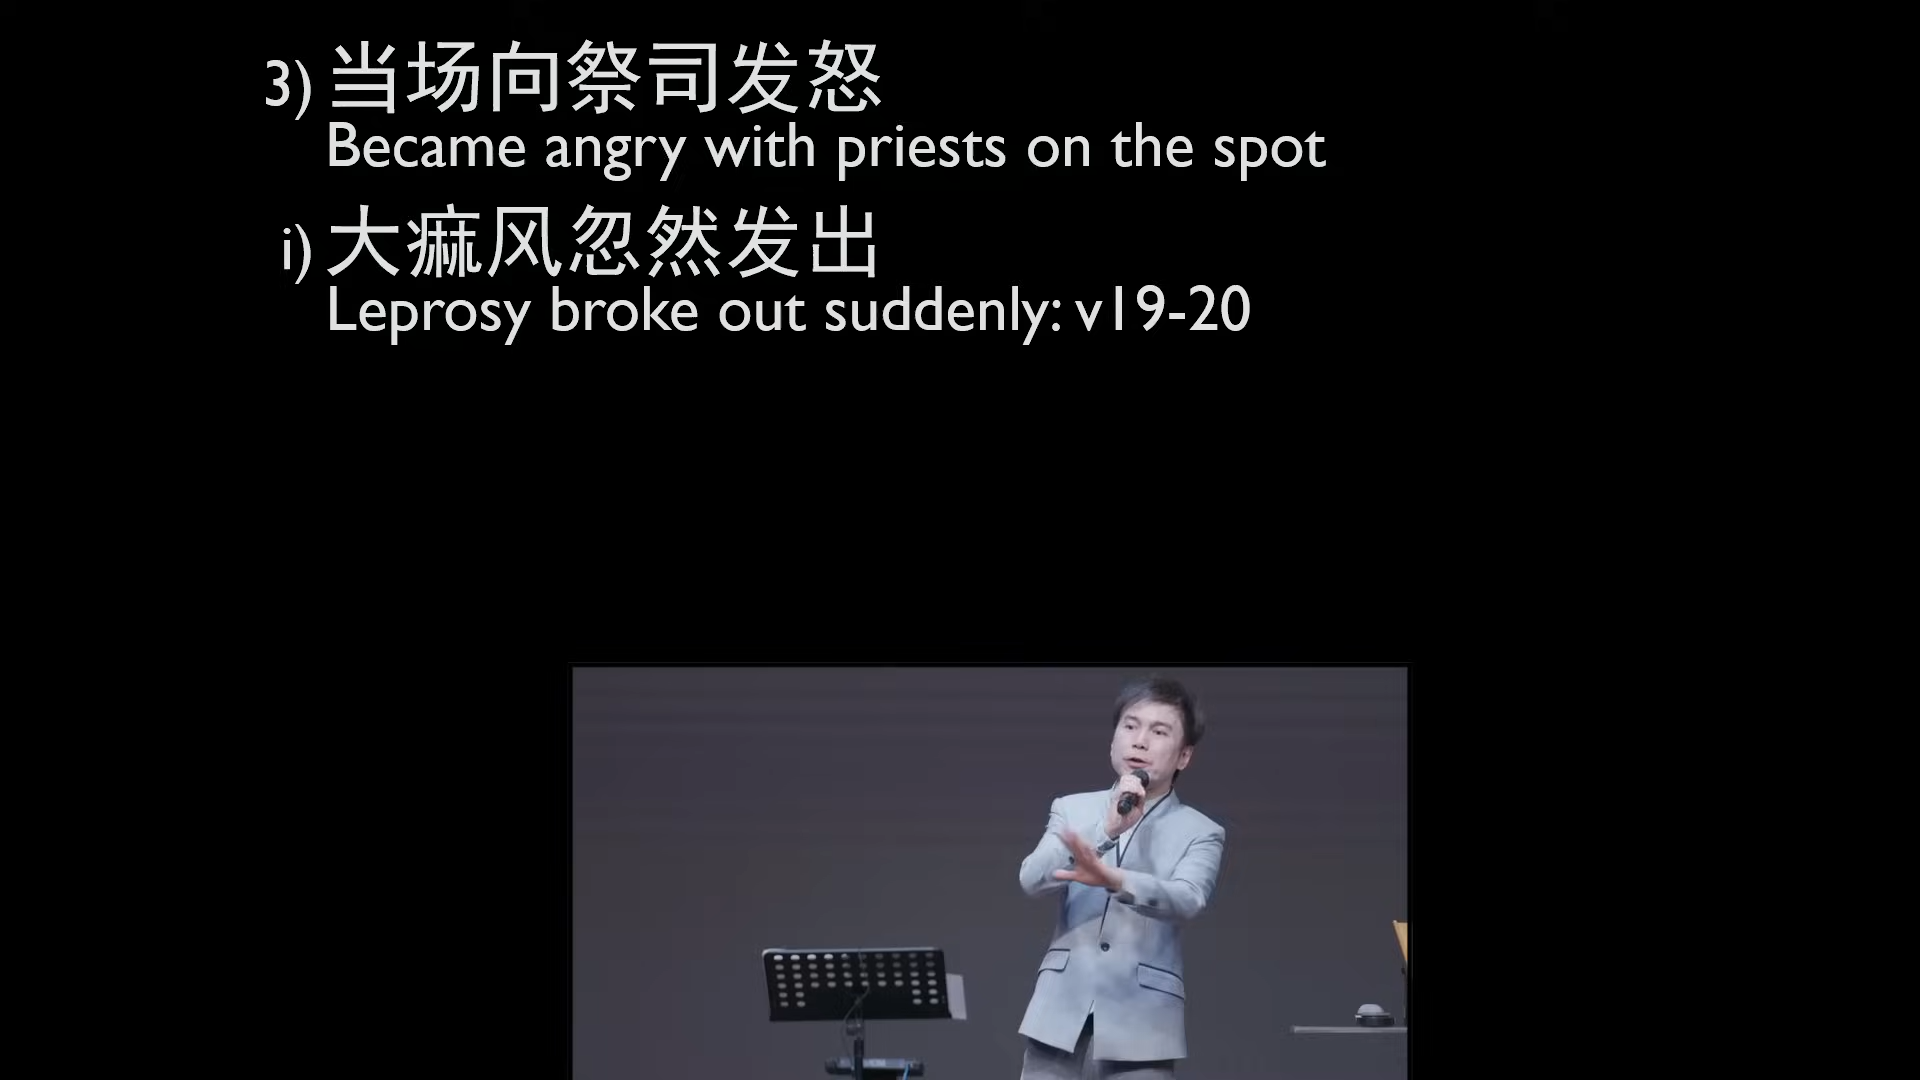 3) 当场向祭司发怒
Became angry with priests on the spot
i) 大痲风忽然发出
Leprosy broke out suddenly: v19-20